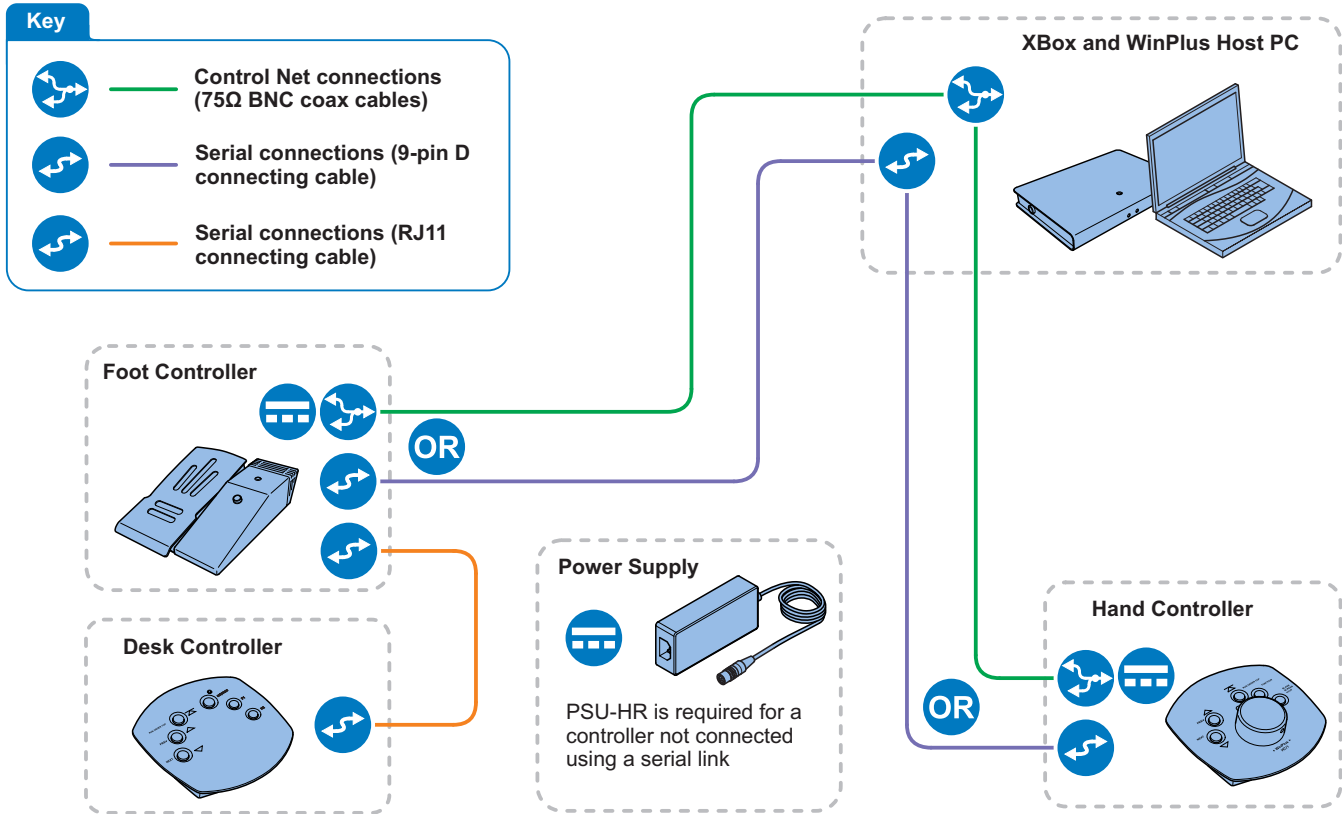 Key
Control Net connections
(75Ω BNC coax cables)
Serial connections (9-pin D
connecting cable)
Serial connections (RJ11
connecting cable)
XBox and WinPlus Host PC
Foot Controller
OR
Desk Controller
Power Supply
PSU-HR is required for a
controller not connected
using a serial link
Hand Controller
OR